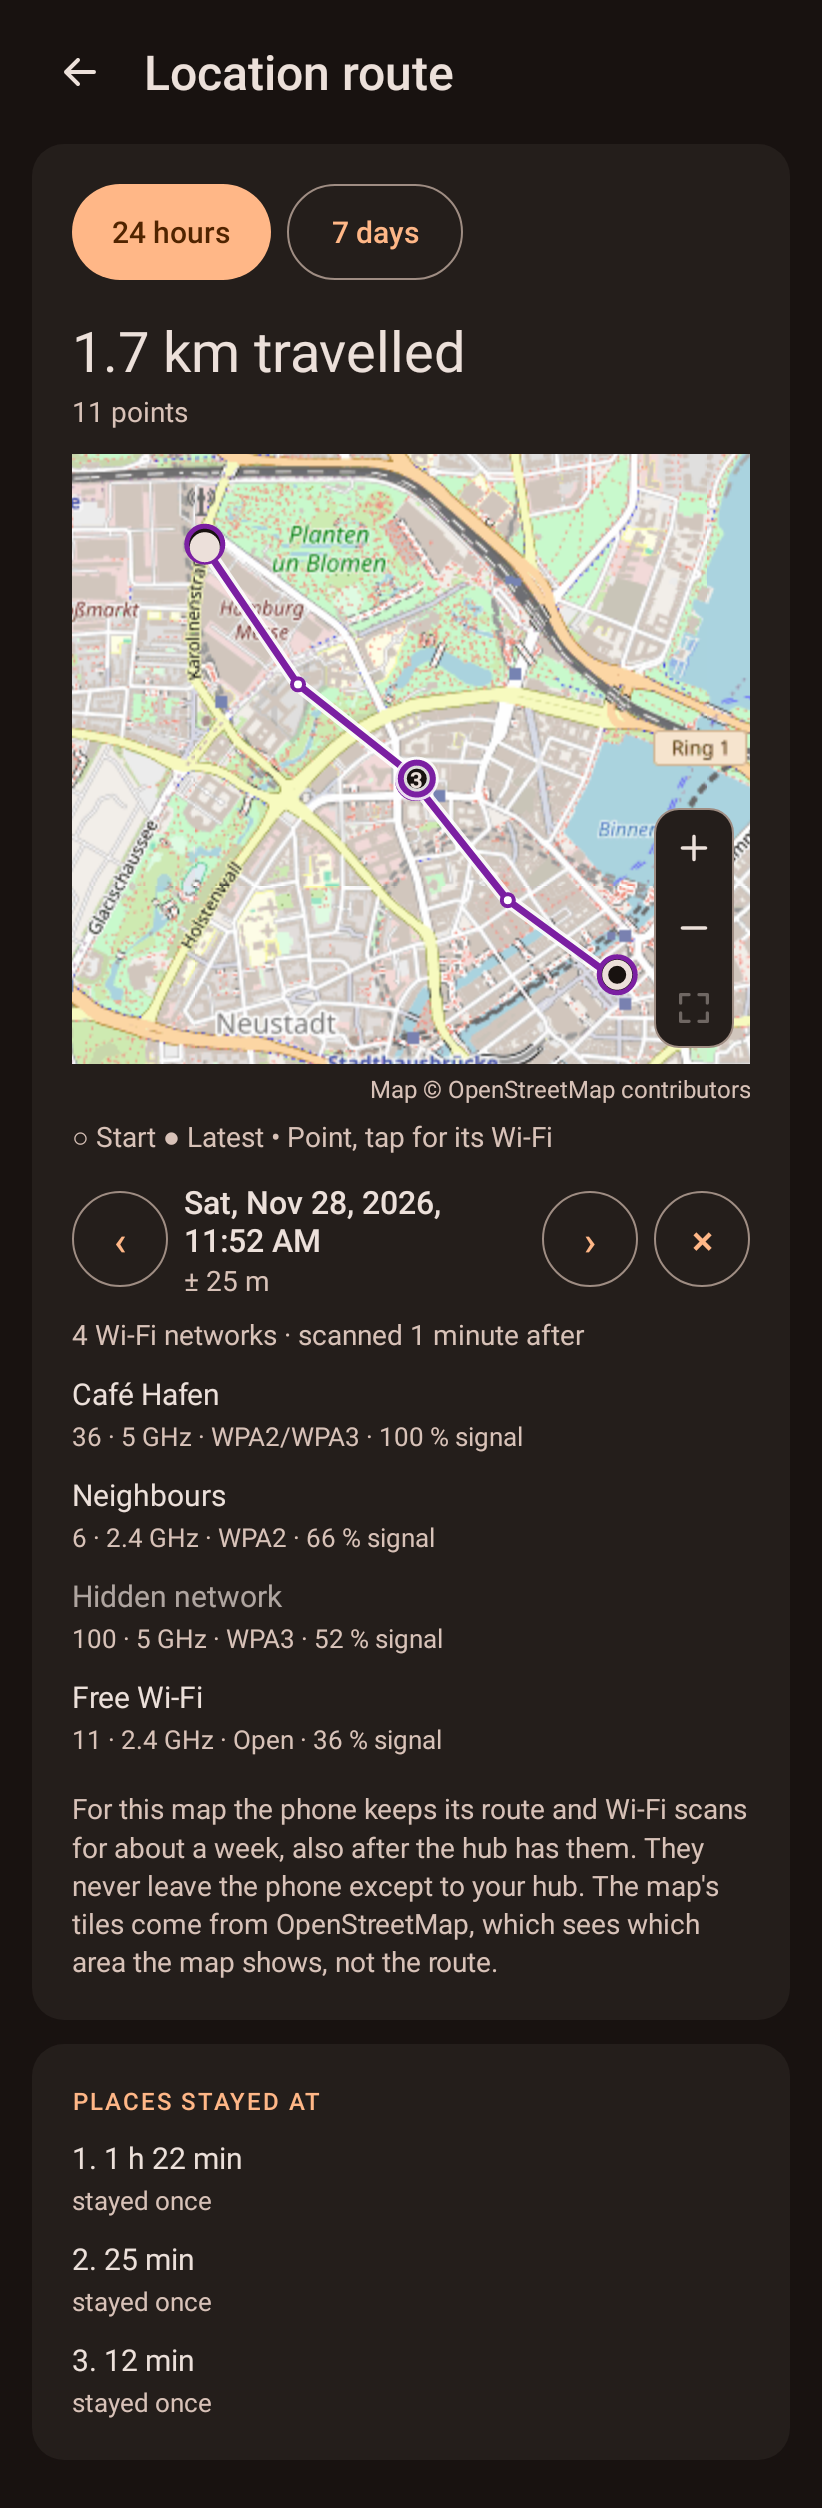 Location route
24 hours
7 days
1.7 km travelled
11 points
Planten
un Blomen
Karolinenstraße
Hamburg
Messe
Ring 1
3
Glacischaussee
Holstenwall
Neustadt
Stadthausbrücke
+
−
Map © OpenStreetMap contributors
○ Start ● Latest • Point, tap for its Wi-Fi
‹
Sat, Nov 28, 2026,
11:52 AM
± 25 m
›
×
4 Wi-Fi networks · scanned 1 minute after
Café Hafen
36 · 5 GHz · WPA2/WPA3 · 100 % signal
Neighbours
6 · 2.4 GHz · WPA2 · 66 % signal
Hidden network
100 · 5 GHz · WPA3 · 52 % signal
Free Wi-Fi
11 · 2.4 GHz · Open · 36 % signal
For this map the phone keeps its route and Wi-Fi scans
for about a week, also after the hub has them. They
never leave the phone except to your hub. The map's
tiles come from OpenStreetMap, which sees which
area the map shows, not the route.
PLACES STAYED AT
1. 1 h 22 min
stayed once
2. 25 min
stayed once
3. 12 min
stayed once